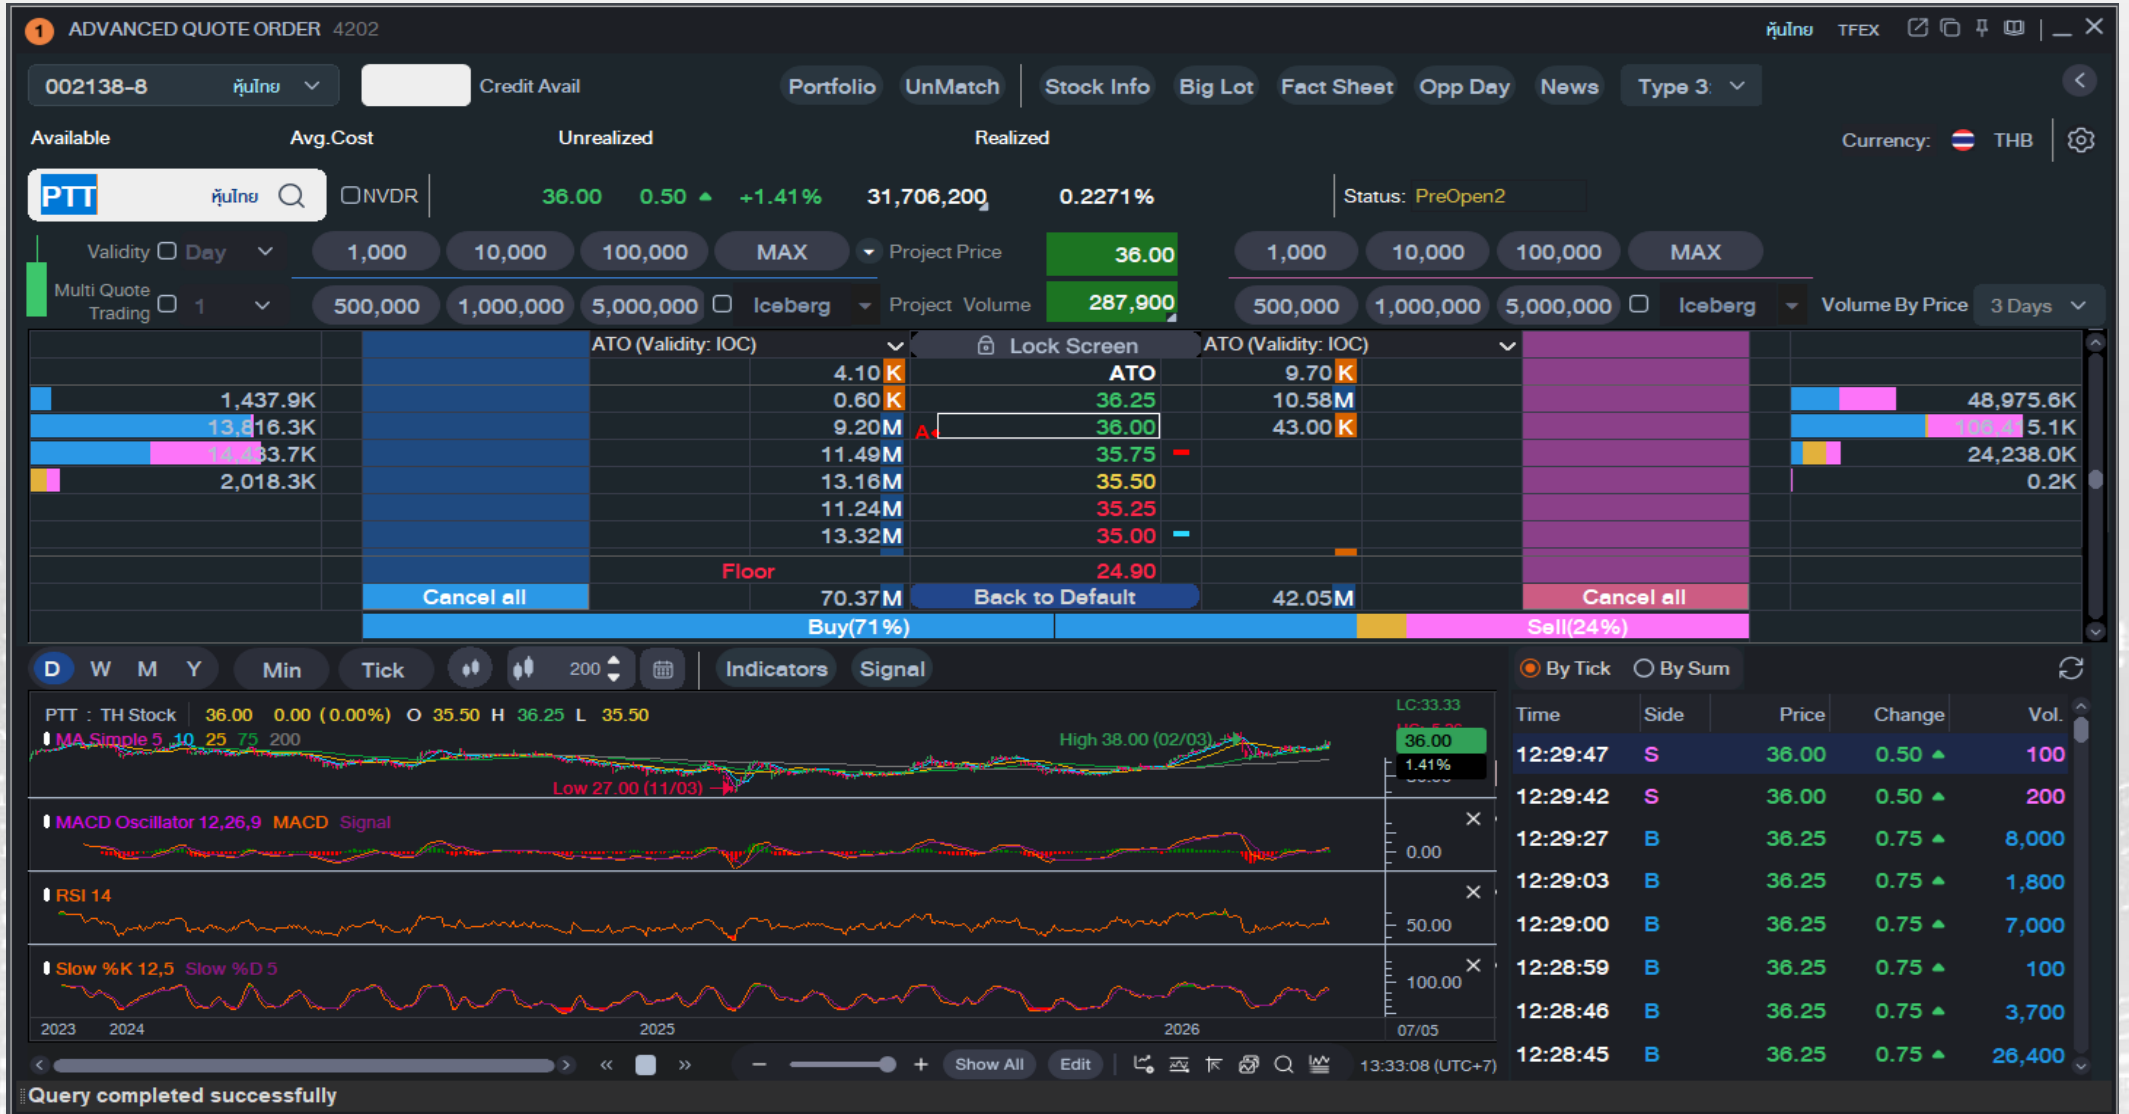 1 ADVANCED QUOTE ORDER 4202 หุ้นไทย TFEX
002138-8 หุ้นไทย Credit Avail Portfolio UnMatch Stock Info Big Lot Fact Sheet Opp Day News Type 3:
Available Avg.Cost Unrealized Realized Currency: THB
PTT หุ้นไทย NVDR 36.00 0.50 +1.41% 31,706,200 0.2271% Status: PreOpen2
Validity Day 1,000 10,000 100,000 MAX Project Price 36.00 1,000 10,000 100,000 MAX
Multi Quote Trading 1 500,000 1,000,000 5,000,000 Iceberg Project Volume 287,900 500,000 1,000,000 5,000,000 Iceberg Volume By Price 3 Days
ATO (Validity: IOC) Lock Screen ATO (Validity: IOC)
4.10 K ATO 9.70 K
1,437.9K 0.60 K 36.25 10.58M 48,975.6K
13,816.3K 9.20M A 36.00 43.00 K 106,415.1K
14,433.7K 11.49M 35.75 24,238.0K
2,018.3K 13.16M 35.50 0.2K
11.24M 35.25
13.32M 35.00
Floor 24.90
Cancel all 70.37M Back to Default 42.05M Cancel all
Buy(71%) Sell(24%)
D W M Y Min Tick 200 Indicators Signal By Tick By Sum
PTT : TH Stock 36.00 0.00 ( 0.00%) O 35.50 H 36.25 L 35.50 LC:33.33
MA Simple 5 10 25 75 200 High 38.00 (02/03) 36.00
1.41%
Low 27.00 (11/03)
MACD Oscillator 12,26,9 MACD Signal
0.00
RSI 14
50.00
Slow %K 12,5 Slow %D 5
100.00
2023 2024 2025 2026 07/05
Show All Edit 13:33:08 (UTC+7)
Time Side Price Change Vol.
12:29:47 S 36.00 0.50 100
12:29:42 S 36.00 0.50 200
12:29:27 B 36.25 0.75 8,000
12:29:03 B 36.25 0.75 1,800
12:29:00 B 36.25 0.75 7,000
12:28:59 B 36.25 0.75 100
12:28:46 B 36.25 0.75 3,700
12:28:45 B 36.25 0.75 26,400
Query completed successfully